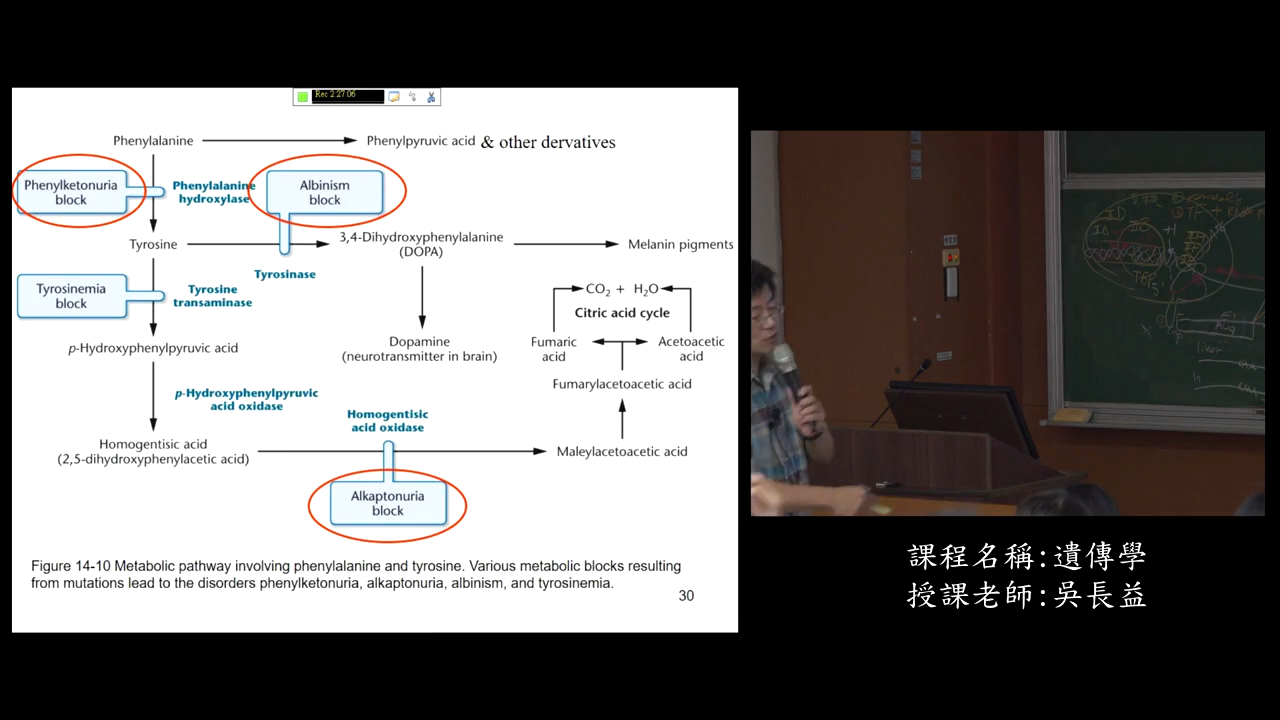 Rec 2:27:06
Phenylalanine
Phenylpyruvic acid & other dervatives
Phenylketonuria
block
Phenylalanine
hydroxylase
Albinism
block
Tyrosine
3,4-Dihydroxyphenylalanine
(DOPA)
Melanin pigments
Tyrosinase
Tyrosinemia
block
Tyrosine
transaminase
CO₂ + H₂O
Citric acid cycle
p-Hydroxyphenylpyruvic acid
Dopamine
(neurotransmitter in brain)
Fumaric
acid
Acetoacetic
acid
Fumarylacetoacetic acid
p-Hydroxyphenylpyruvic
acid oxidase
Homogentisic
acid oxidase
Homogentisic acid
(2,5-dihydroxyphenylacetic acid)
Maleylacetoacetic acid
Alkaptonuria
block
Figure 14-10 Metabolic pathway involving phenylalanine and tyrosine. Various metabolic blocks resulting
from mutations lead to the disorders phenylketonuria, alkaptonuria, albinism, and tyrosinemia.
30
liver
課程名稱:遺傳學
授課老師:吳長益